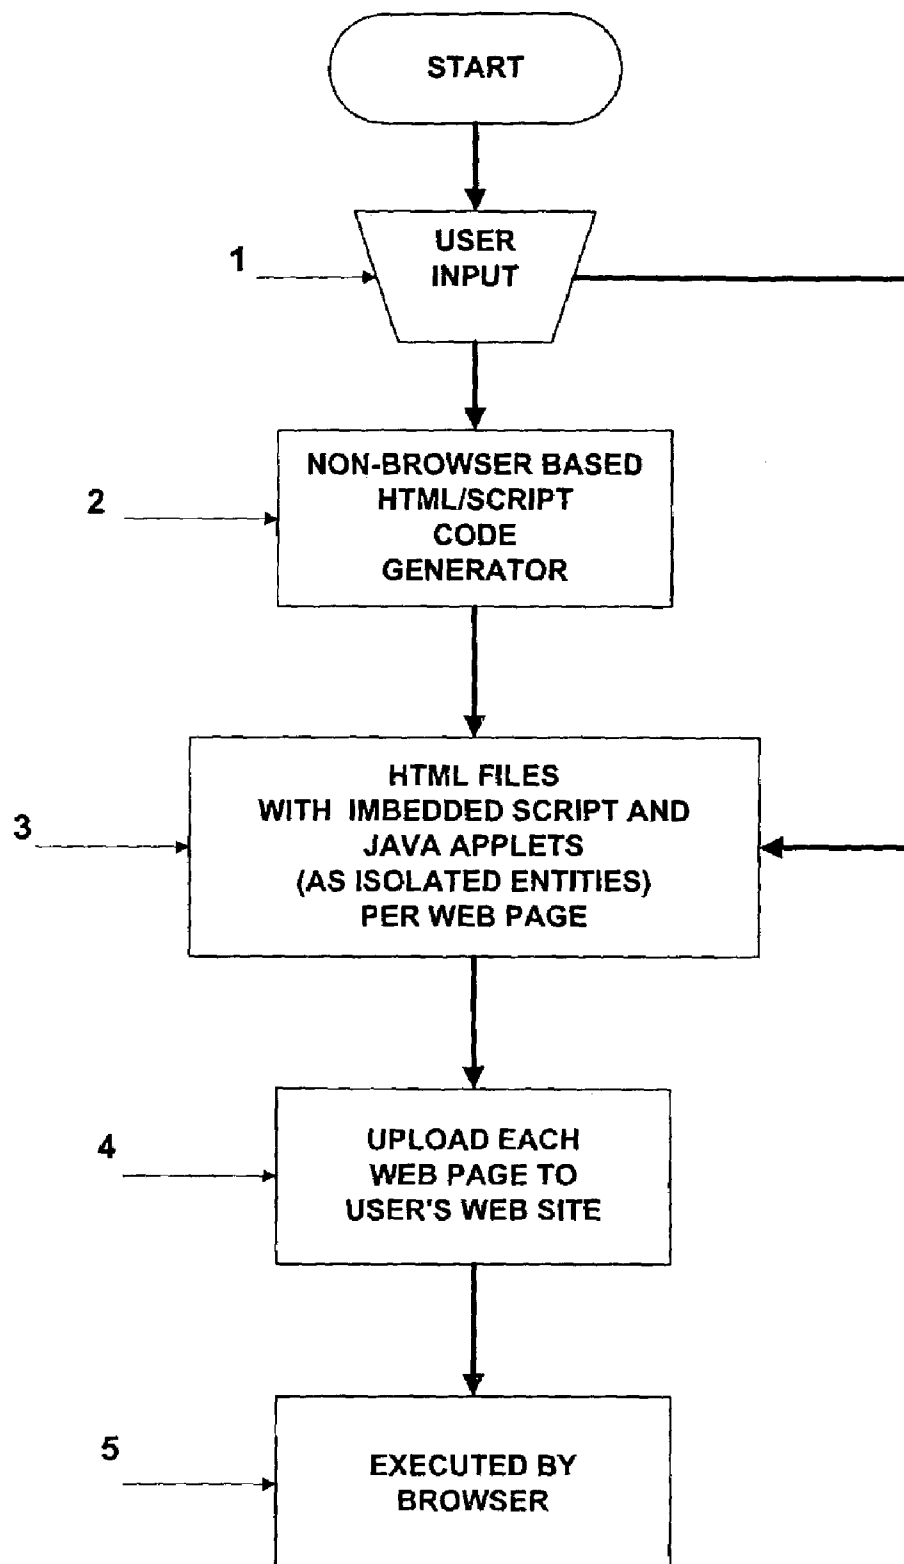 START
1
USER
INPUT
2
NON-BROWSER BASED
HTML/SCRIPT
CODE
GENERATOR
3
HTML FILES
WITH IMBEDDED SCRIPT AND
JAVA APPLETS
(AS ISOLATED ENTITIES)
PER WEB PAGE
4
UPLOAD EACH
WEB PAGE TO
USER'S WEB SITE
5
EXECUTED BY
BROWSER